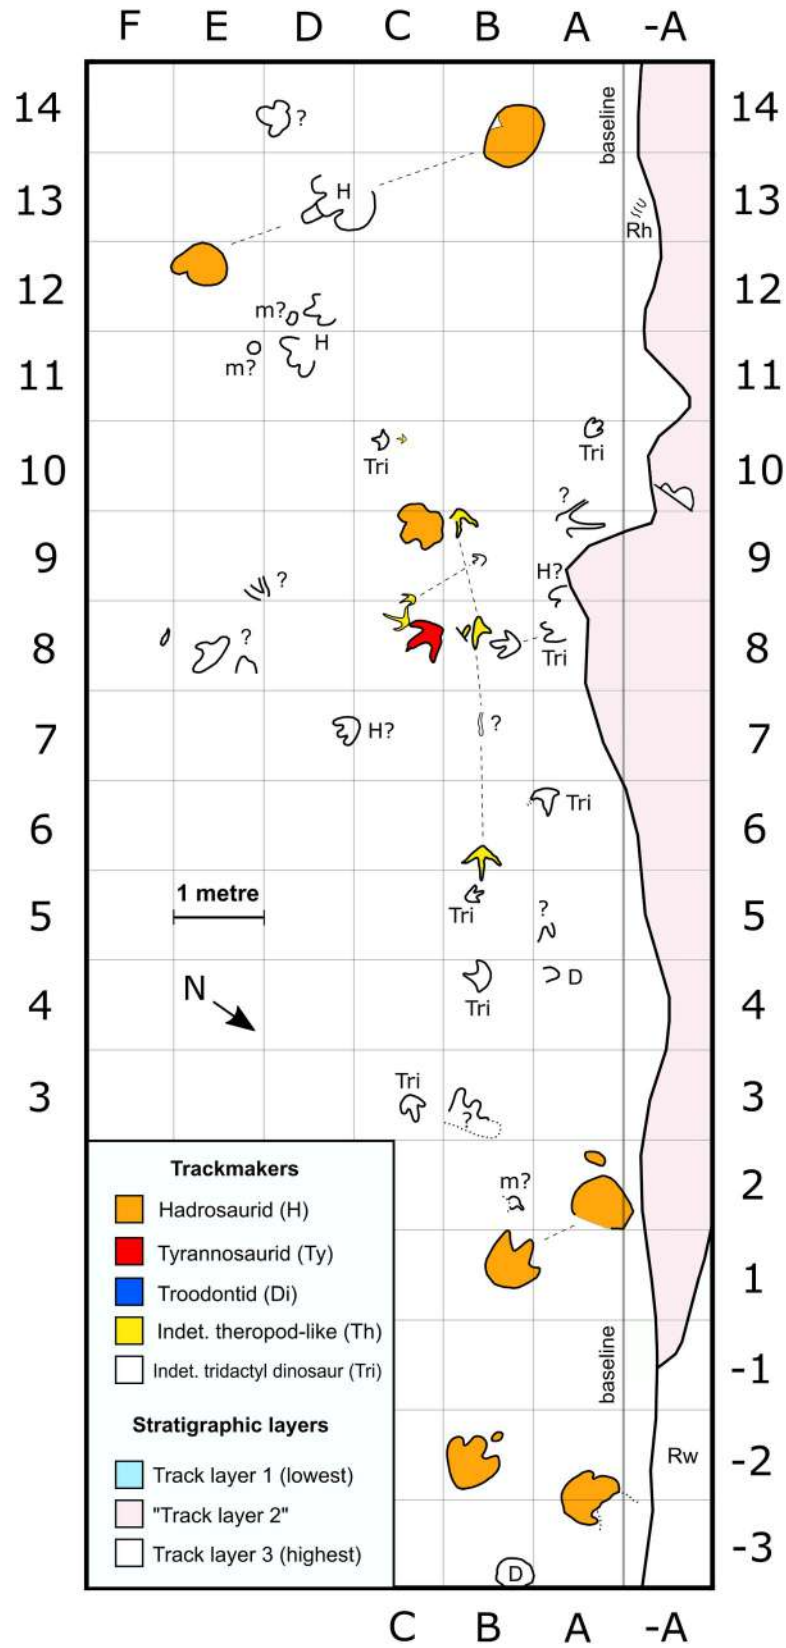 F E D C B A -A
14 ? baseline 14
13 H 13
Rh
12 12
m?
H
11 m? 11
10 Tri Tri 10
?
9 ? H? 9
8 ? Tri 8
7 H? ? 7
6 Tri 6
1 metre
5 Tri ? 5
N
4 Tri D 4
Tri
3 ? 3
Trackmakers
m?
2
Hadrosaurid (H)
Tyrannosaurid (Ty)
1
Troodontid (Di)
Indet. theropod-like (Th)
Indet. tridactyl dinosaur (Tri)
baseline
-1
Stratigraphic layers
Track layer 1 (lowest)
Rw
-2
"Track layer 2"
Track layer 3 (highest)
-3
D
C B A -A